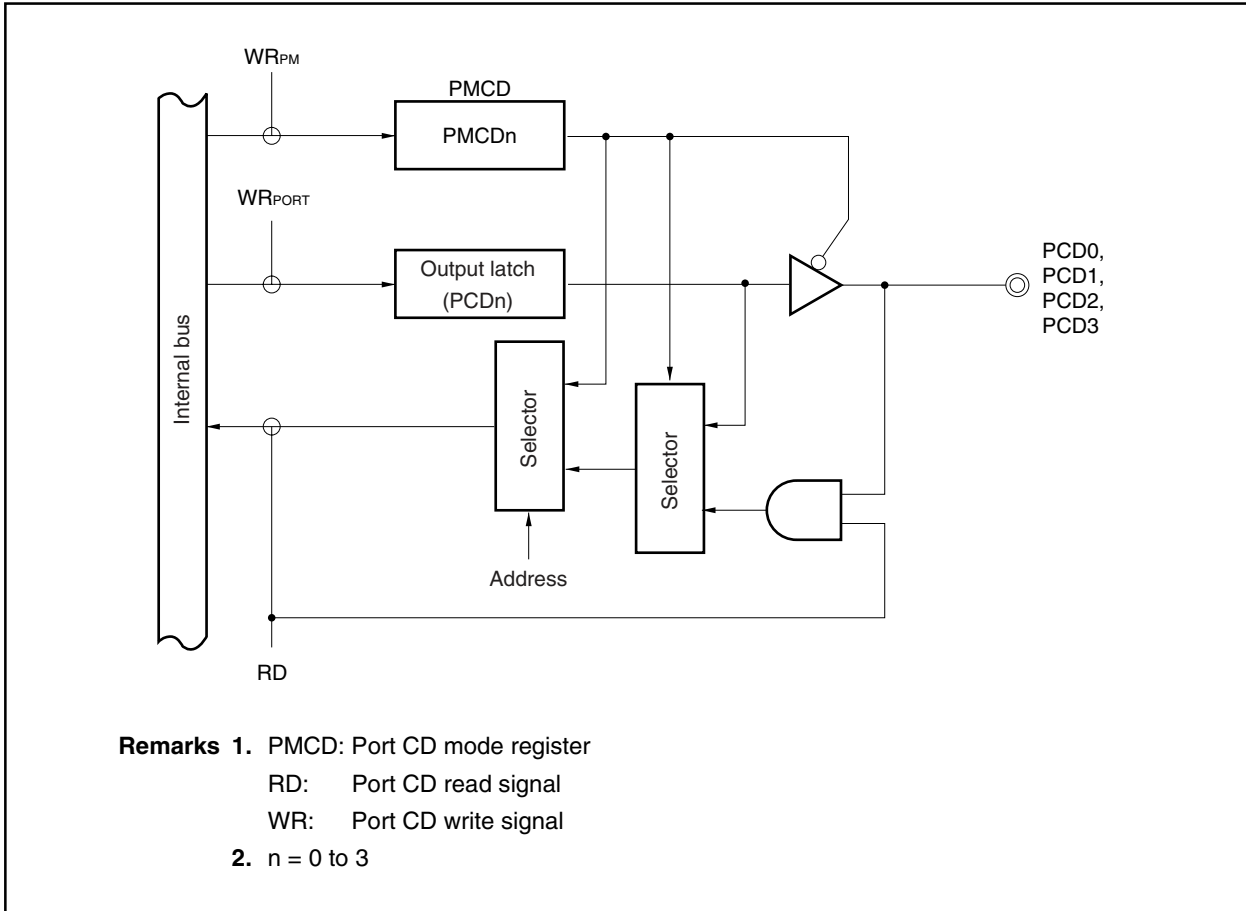 WRPM
PMCD
PMCDn
WRPORT
Output latch
(PCDn)
PCD0,
PCD1,
PCD2,
PCD3
Internal bus
Selector
Selector
Address
RD
Remarks 1. PMCD: Port CD mode register
RD: Port CD read signal
WR: Port CD write signal
2. n = 0 to 3